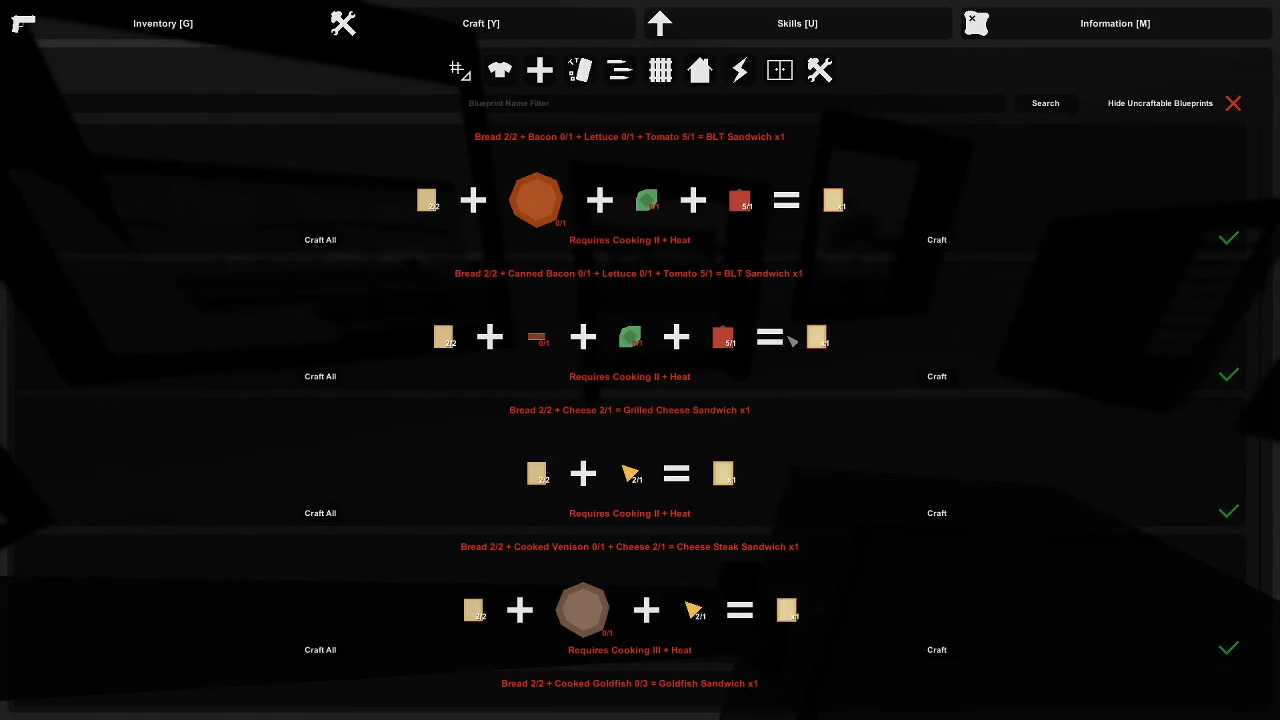 Inventory [G] Craft [Y] Skills [U] Information [M]
Blueprint Name Filter Search Hide Uncraftable Blueprints
Bread 2/2 + Bacon 0/1 + Lettuce 0/1 + Tomato 5/1 = BLT Sandwich x1
2/2 0/1 0/1 5/1 x1
Craft All Requires Cooking II + Heat Craft
Bread 2/2 + Canned Bacon 0/1 + Lettuce 0/1 + Tomato 5/1 = BLT Sandwich x1
2/2 0/1 0/1 5/1 x1
Craft All Requires Cooking II + Heat Craft
Bread 2/2 + Cheese 2/1 = Grilled Cheese Sandwich x1
2/2 2/1 x1
Craft All Requires Cooking II + Heat Craft
Bread 2/2 + Cooked Venison 0/1 + Cheese 2/1 = Cheese Steak Sandwich x1
2/2 0/1 2/1 x1
Craft All Requires Cooking III + Heat Craft
Bread 2/2 + Cooked Goldfish 0/3 = Goldfish Sandwich x1